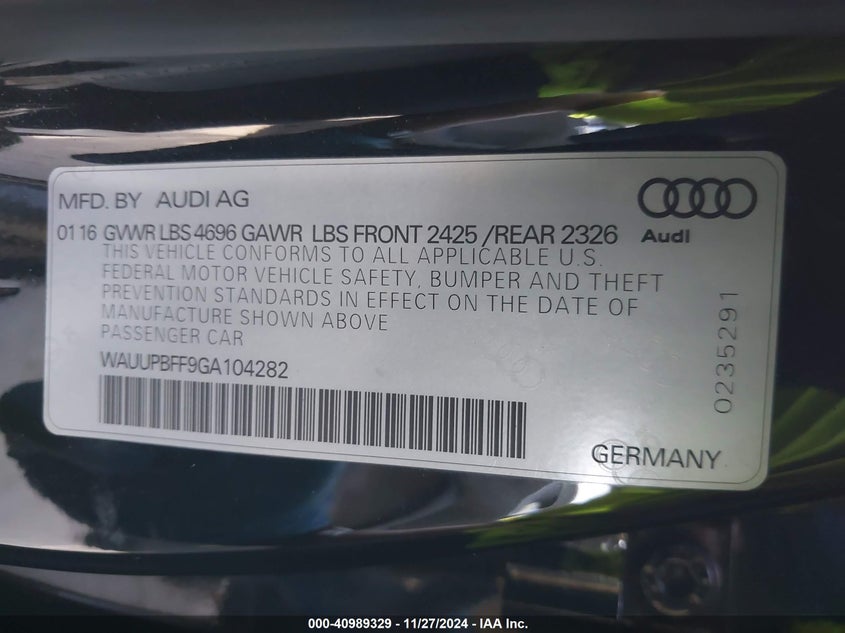 MFD. BY AUDI AG
01 16 GVWR LBS 4696 GAWR LBS FRONT 2425 /REAR 2326
Audi
THIS VEHICLE CONFORMS TO ALL APPLICABLE U.S.
FEDERAL MOTOR VEHICLE SAFETY, BUMPER AND THEFT
PREVENTION STANDARDS IN EFFECT ON THE DATE OF
MANUFACTURE SHOWN ABOVE
PASSENGER CAR
WAUUPBFF9GA104282
0235291
GERMANY
000-40989329 - 11/27/2024 - IAA Inc.